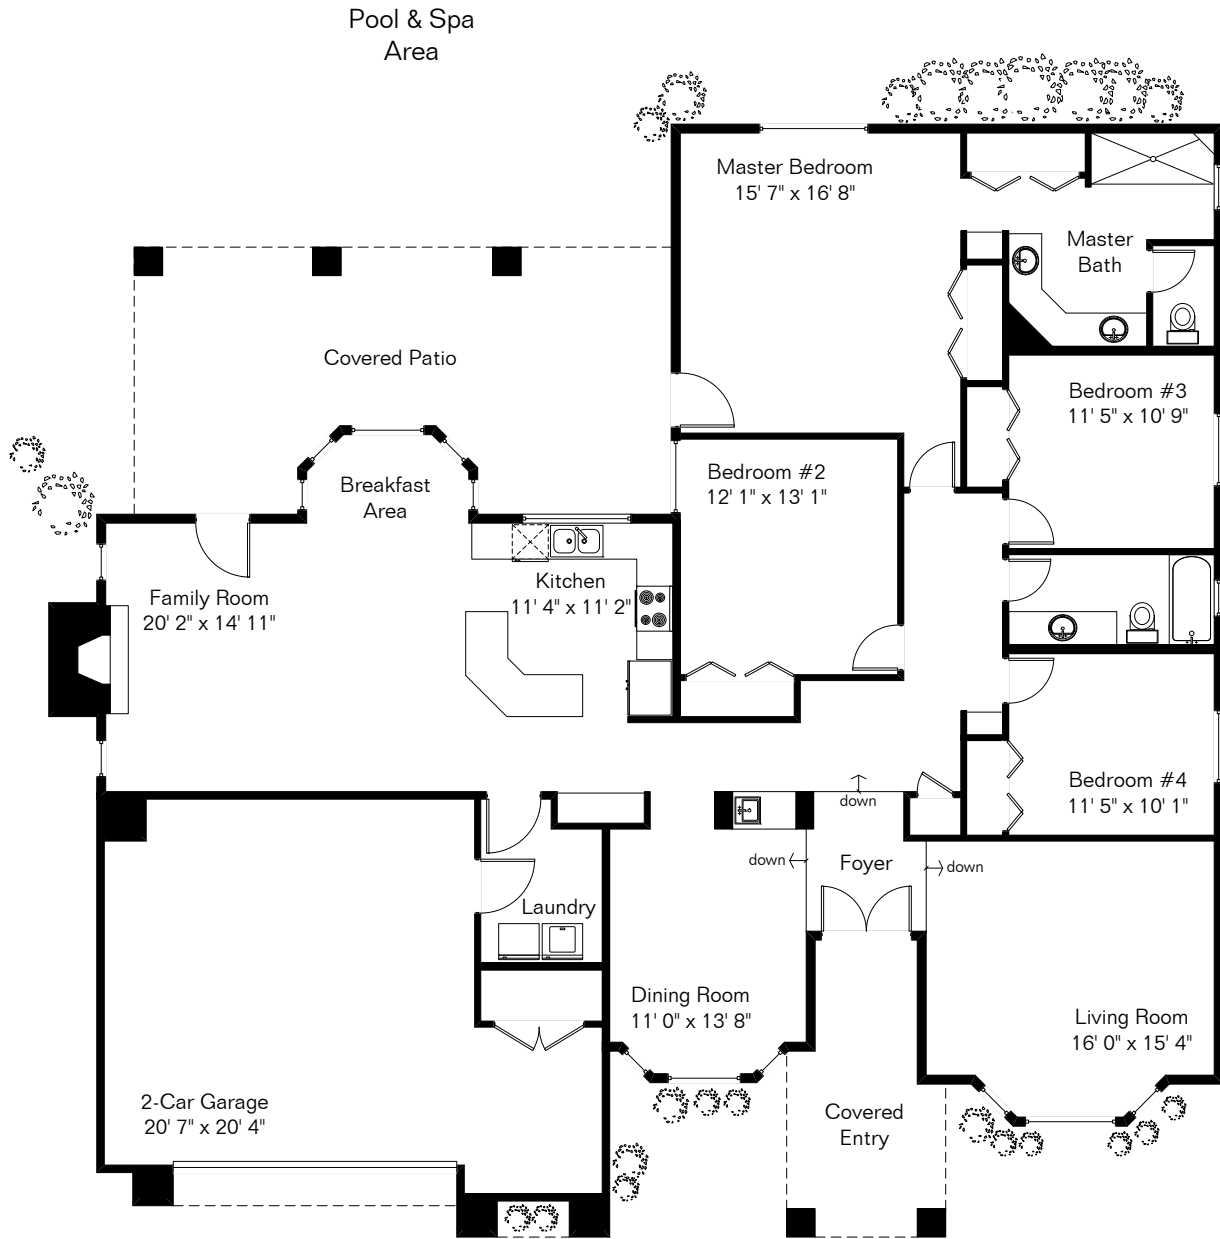 Pool & Spa
Area
Master Bedroom
15' 7" x 16' 8"
Master
Bath
Covered Patio
Bedroom #3
11' 5" x 10' 9"
Breakfast
Area
Bedroom #2
12' 1" x 13' 1"
Family Room
20' 2" x 14' 11"
Kitchen
11' 4" x 11' 2"
Bedroom #4
11' 5" x 10' 1"
down
down
Foyer
down
Laundry
Dining Room
11' 0" x 13' 8"
Living Room
16' 0" x 15' 4"
2-Car Garage
20' 7" x 20' 4"
Covered
Entry